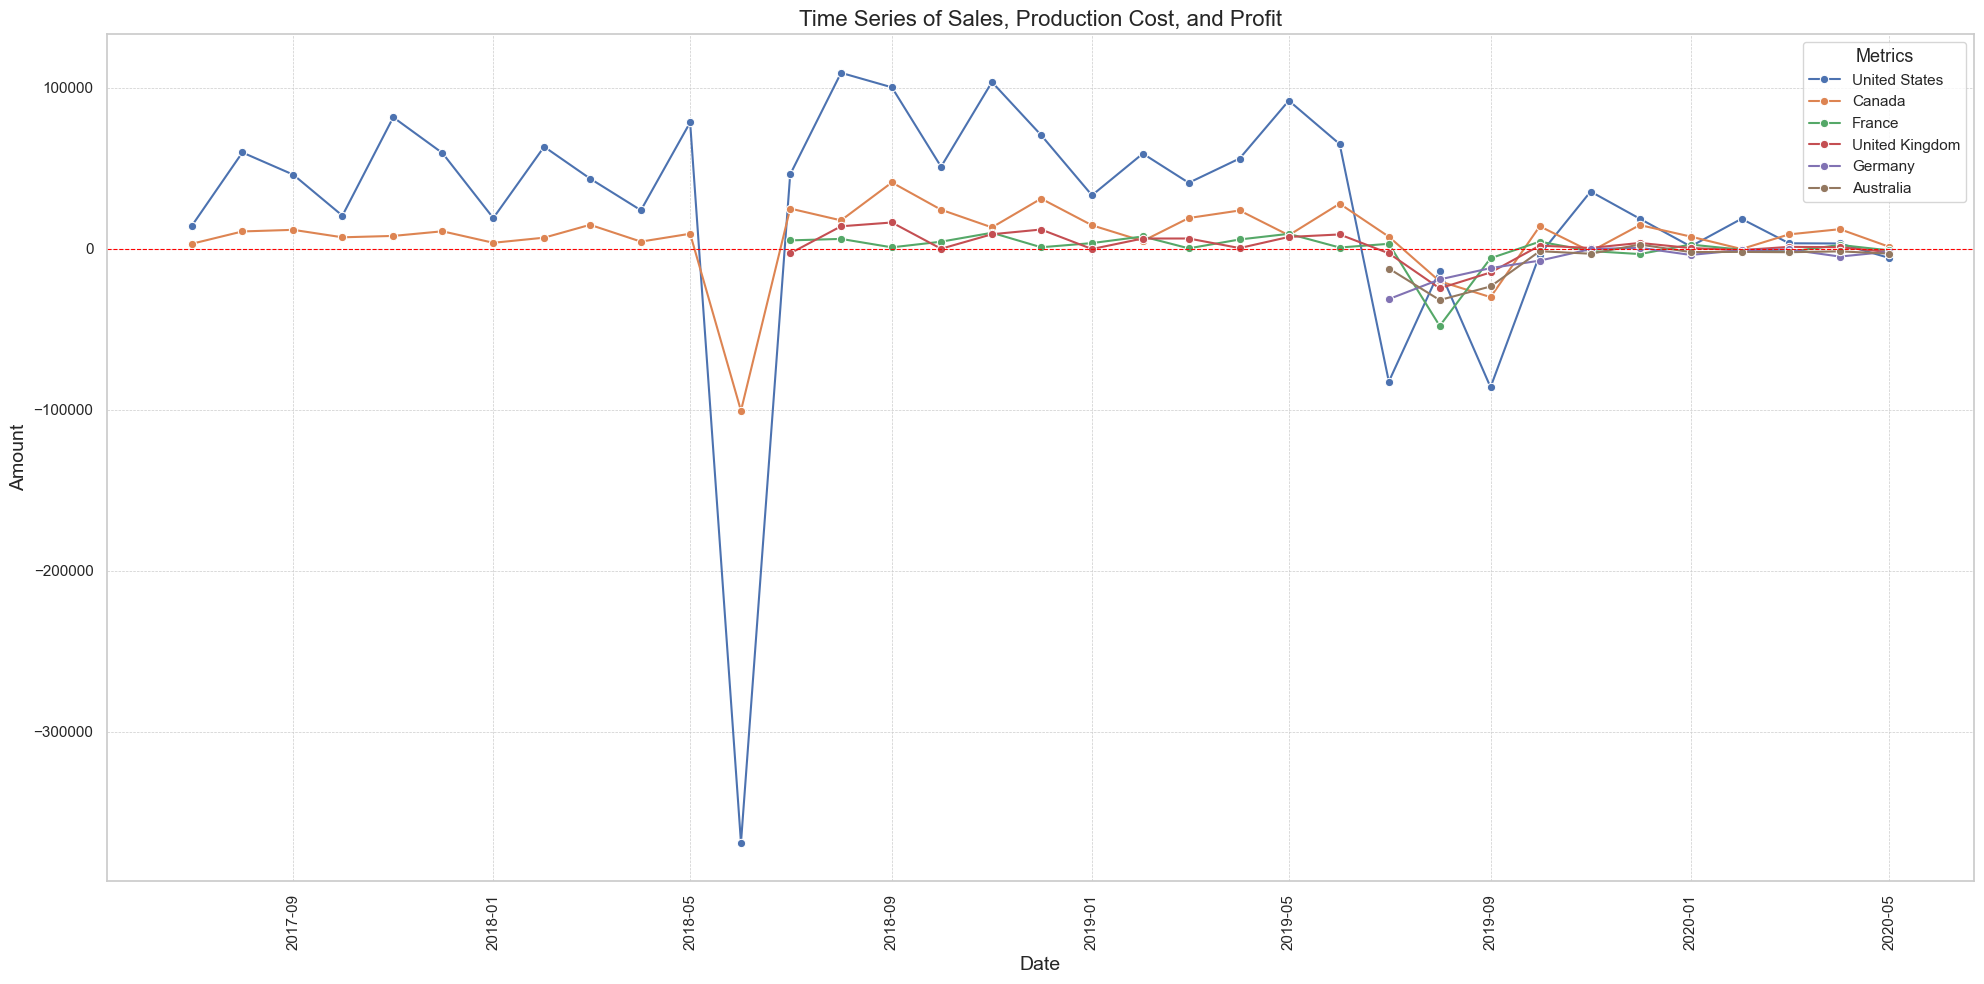 Time Series of Sales, Production Cost, and Profit
Metrics
United States
Canada
France
United Kingdom
Germany
Australia
Amount
100000
0
−100000
−200000
−300000
2017-09
2018-01
2018-05
2018-09
2019-01
2019-05
2019-09
2020-01
2020-05
Date